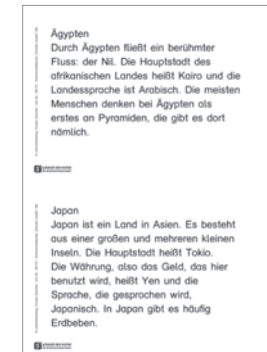 Ägypten
Durch Ägypten fließt ein berühmter
Fluss: der Nil. Die Hauptstadt des
afrikanischen Landes heißt Kairo und die
Landessprache ist Arabisch. Die meisten
Menschen denken bei Ägypten als
erstes an Pyramiden, die gibt es dort
nämlich.
Japan
Japan ist ein Land in Asien. Es besteht
aus einer großen und mehreren kleinen
Inseln. Die Hauptstadt heißt Tokio.
Die Währung, also das Geld, das hier
benutzt wird, heißt Yen und die
Sprache, die gesprochen wird,
Japanisch. In Japan gibt es häufig
Erdbeben.